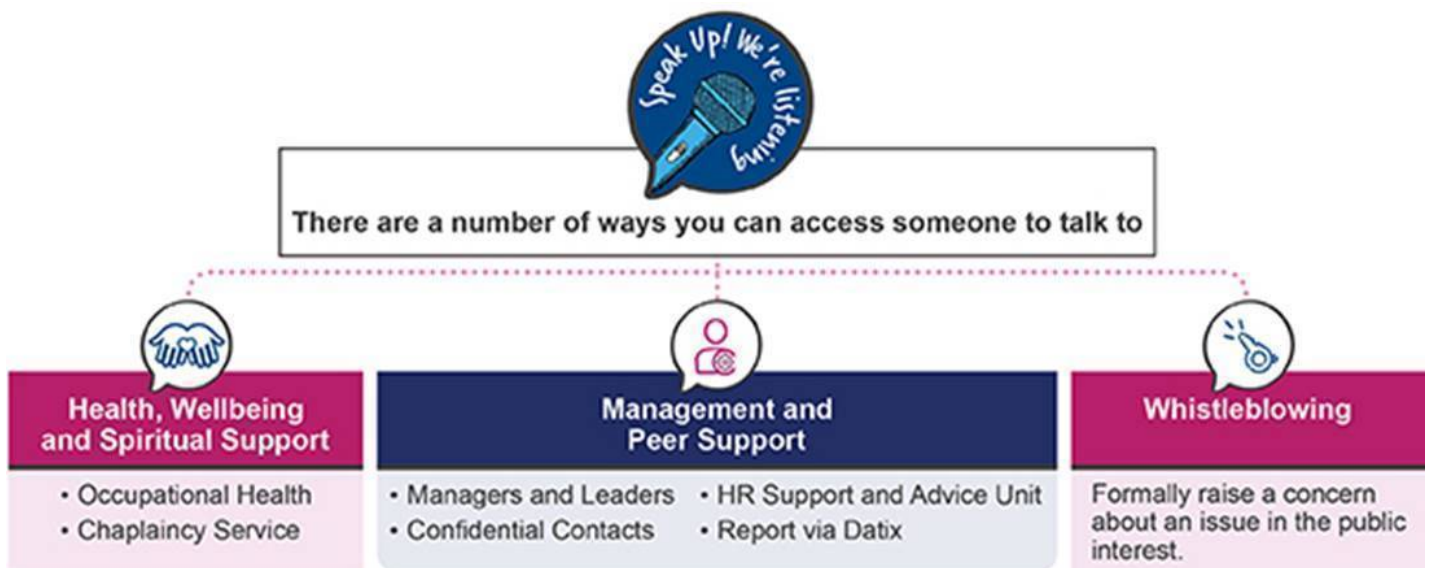 Speak Up! We're listening
There are a number of ways you can access someone to talk to
Health, Wellbeing
and Spiritual Support
• Occupational Health
• Chaplaincy Service
Management and
Peer Support
• Managers and Leaders
• Confidential Contacts
• HR Support and Advice Unit
• Report via Datix
Whistleblowing
Formally raise a concern
about an issue in the public
interest.